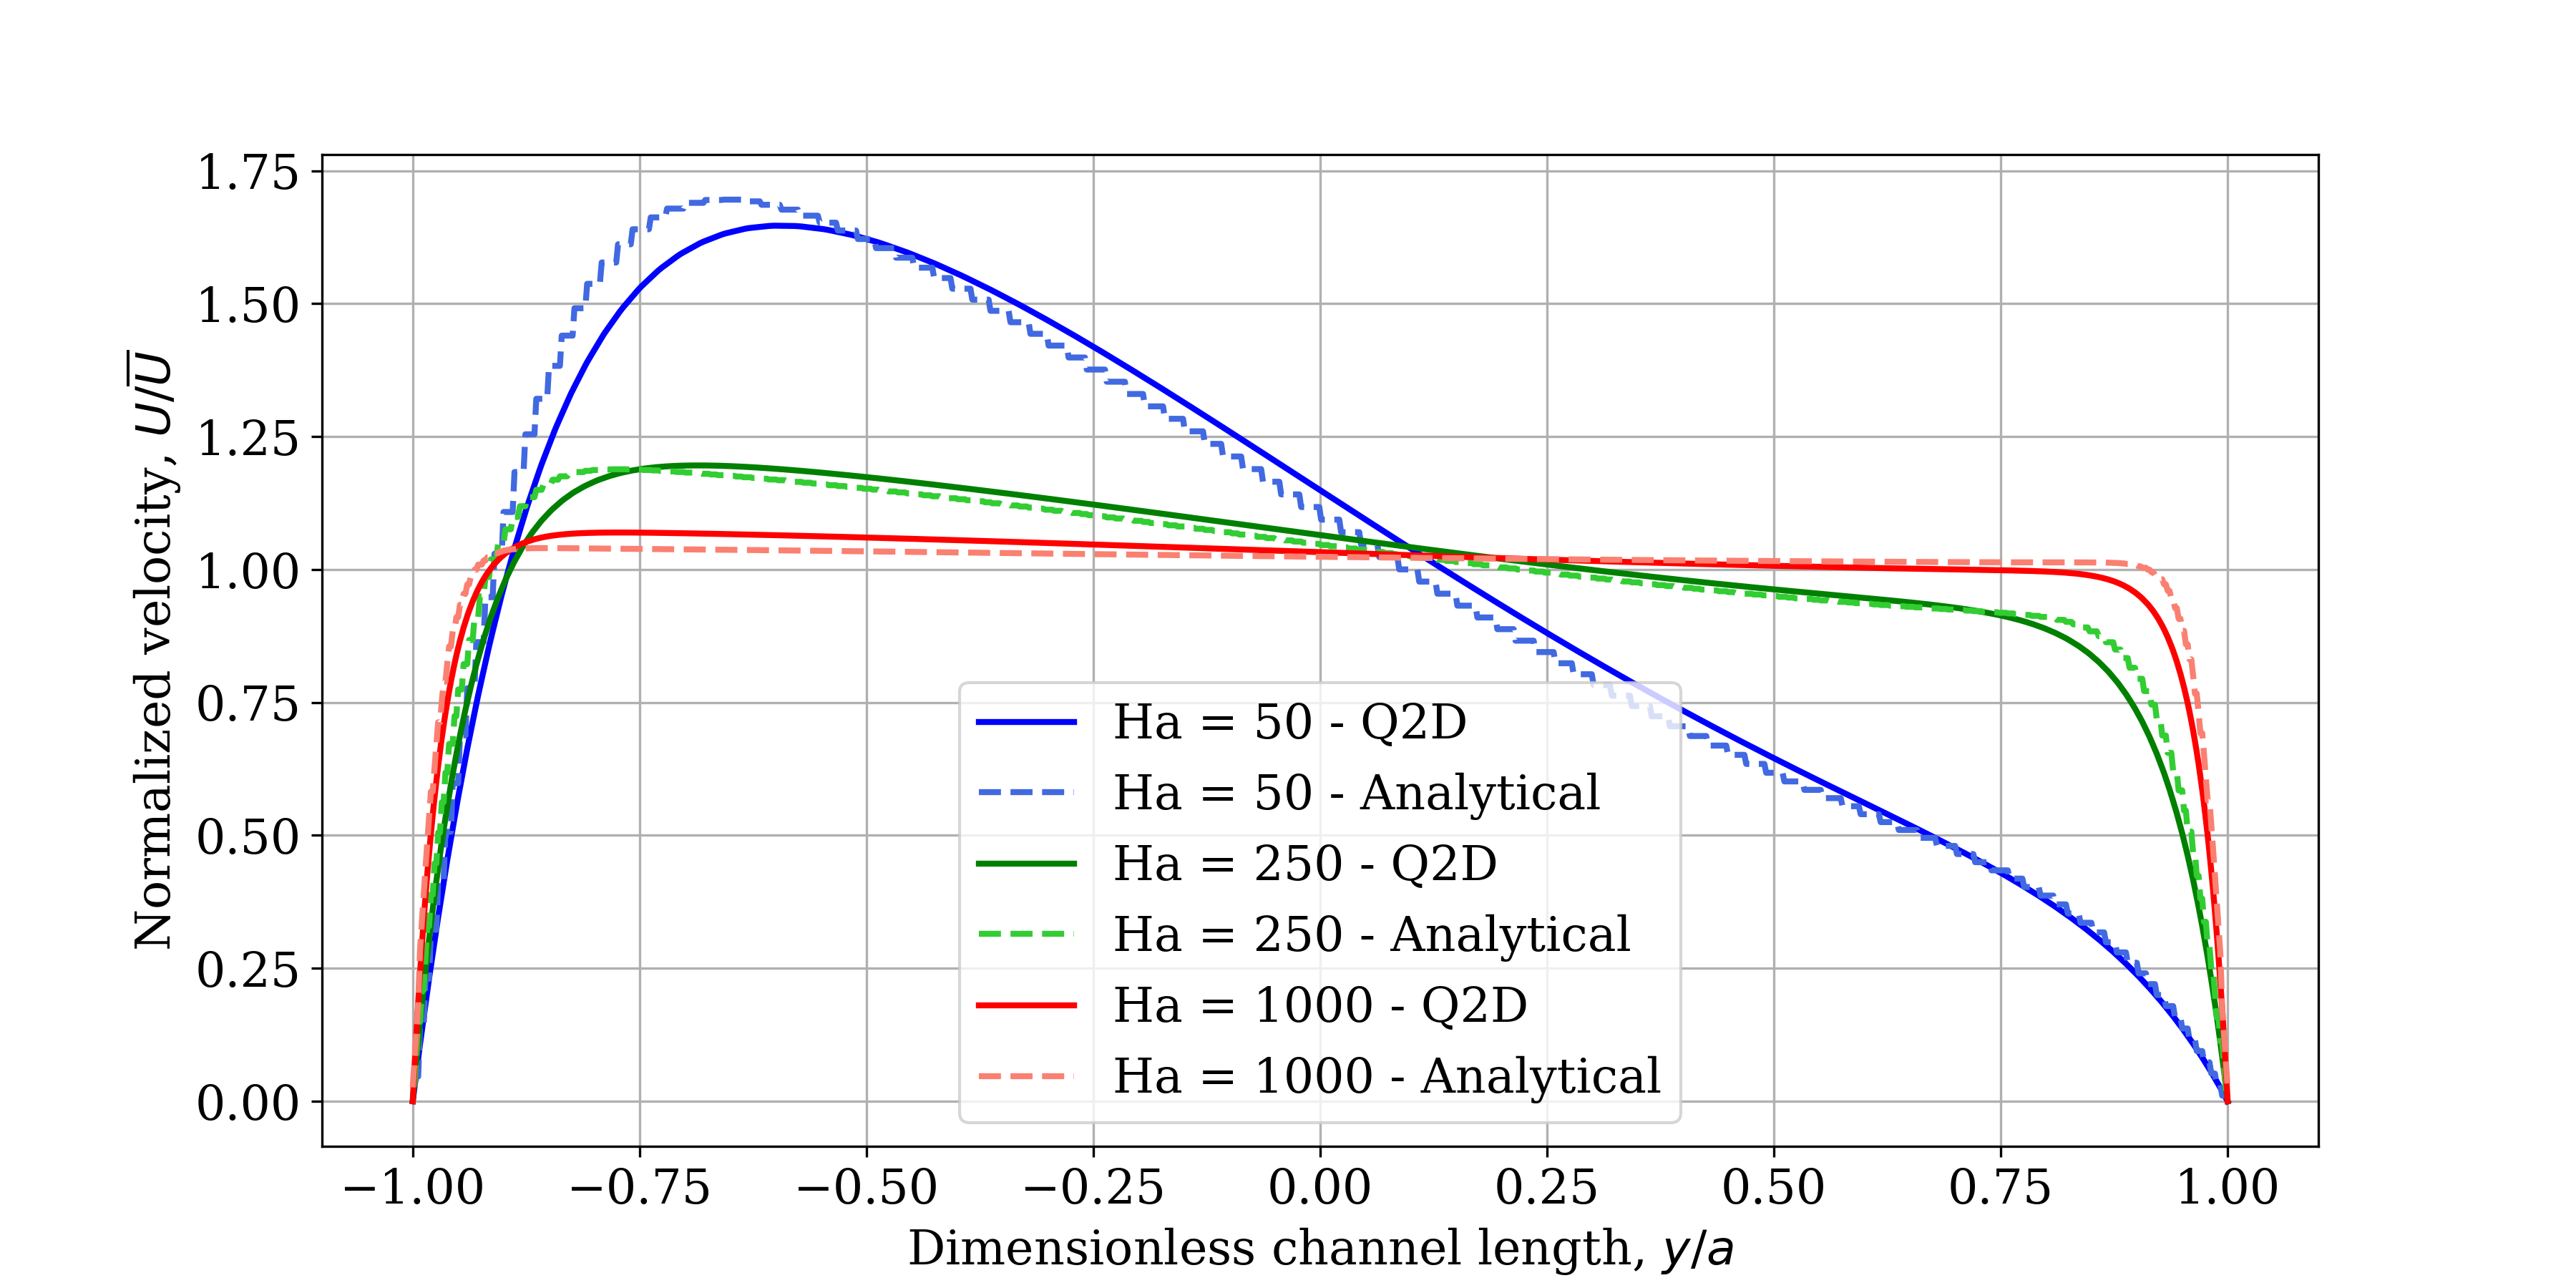 Normalized velocity, U/U̅
1.75
1.50
1.25
1.00
0.75
0.50
0.25
0.00
Ha = 50 - Q2D
Ha = 50 - Analytical
Ha = 250 - Q2D
Ha = 250 - Analytical
Ha = 1000 - Q2D
Ha = 1000 - Analytical
−1.00 −0.75 −0.50 −0.25 0.00 0.25 0.50 0.75 1.00
Dimensionless channel length, y/a